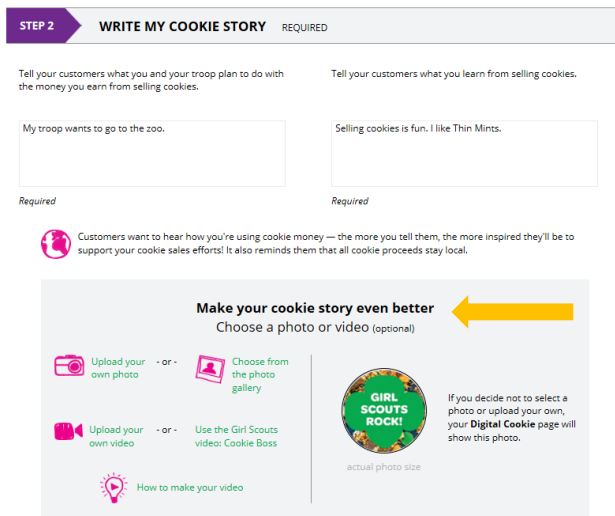 STEP 2
WRITE MY COOKIE STORY REQUIRED
Tell your customers what you and your troop plan to do with
the money you earn from selling cookies.
Tell your customers what you learn from selling cookies.
My troop wants to go to the zoo.
Selling cookies is fun. I like Thin Mints.
Required
Required
Customers want to hear how you're using cookie money — the more you tell them, the more inspired they'll be to
support your cookie sales efforts! It also reminds them that all cookie proceeds stay local.
Make your cookie story even better
Choose a photo or video (optional)
Upload your
own photo
- or -
Choose from
the photo
gallery
Upload your
own video
- or -
Use the Girl Scouts
video: Cookie Boss
How to make your video
GIRL
SCOUTS
ROCK!
actual photo size
If you decide not to select a
photo or upload your own,
your Digital Cookie page will
show this photo.